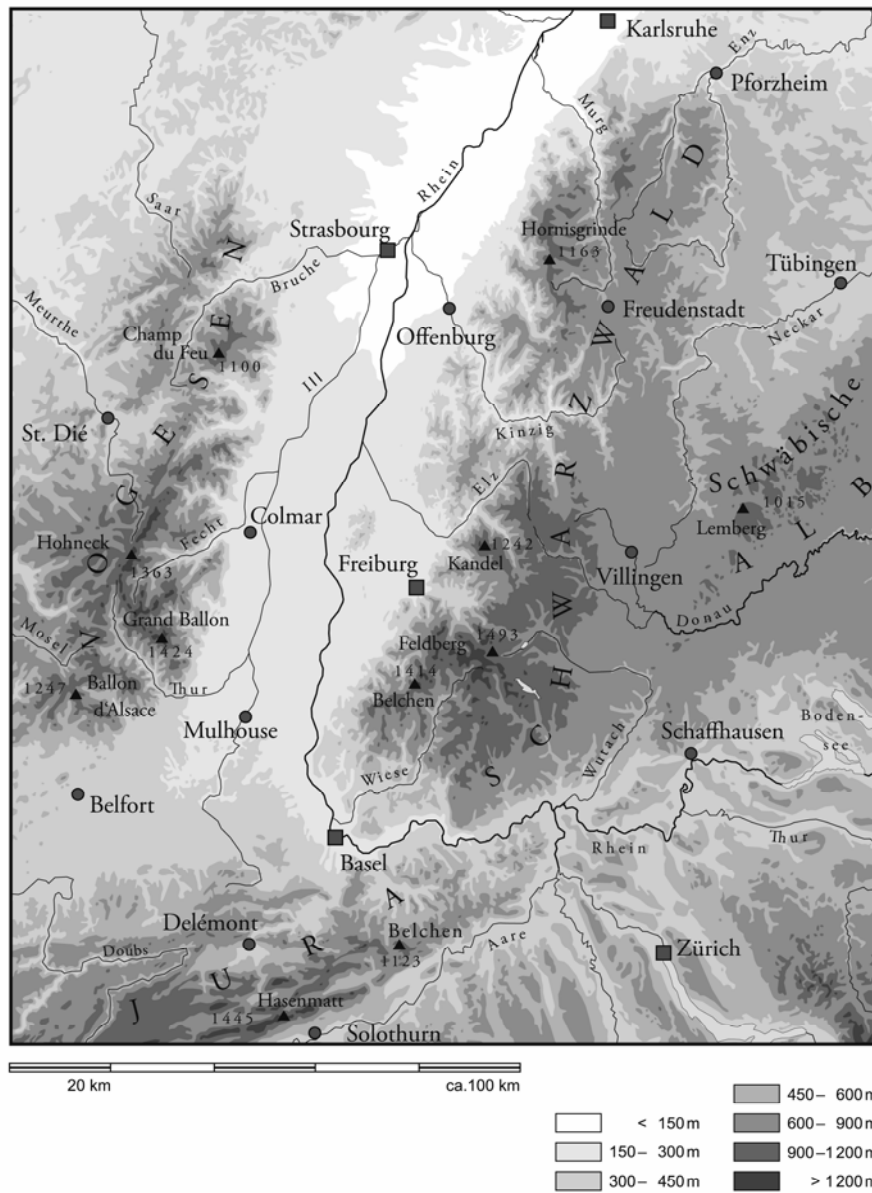 Karlsruhe
Enz
Pforzheim
Murg
Rhein
Saar
Hornisgrinde
1163
Strasbourg
Bruche
Tübingen
Meurthe
Offenburg
Freudenstadt
Neckar
Champ
du Feu
1100
Ill
St. Dié
Kinzig
Schwäbische
ALB
1015
Lemberg
Elz
Colmar
Fecht
Hohneck
1363
1242
Kandel
Freiburg
Villingen
Donau
VOGESEN
SCHWARZWALD
Grand Ballon
1424
Mosel
Feldberg
1493
1414
Belchen
1247
Ballon
d'Alsace
Thur
Mulhouse
Schaffhausen
Boden-
see
Wiese
Wutach
Belfort
Basel
Rhein
Thur
Delémont
Belchen
1123
Aare
Zürich
Doubs
JURA
Hasenmatt
1445
Solothurn
20 km
ca.100 km
< 150 m
150 – 300 m
300 – 450 m
450 – 600 m
600 – 900 m
900 –1200 m
> 1200 m